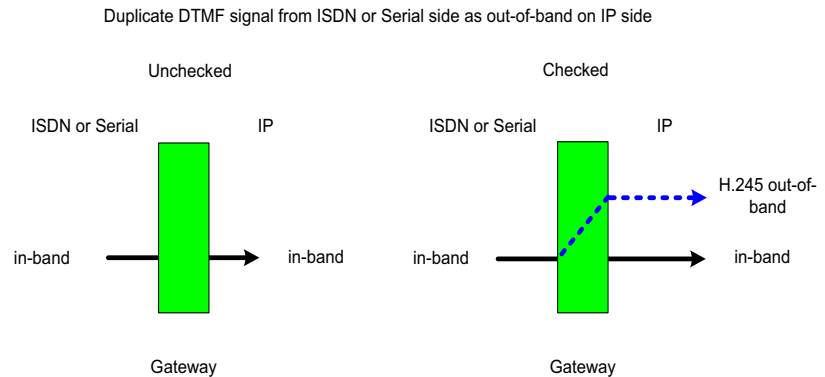 Duplicate DTMF signal from ISDN or Serial side as out-of-band on IP side
Unchecked
Checked
ISDN or Serial
IP
ISDN or Serial
IP
H.245 out-of-
band
in-band
in-band
in-band
in-band
Gateway
Gateway